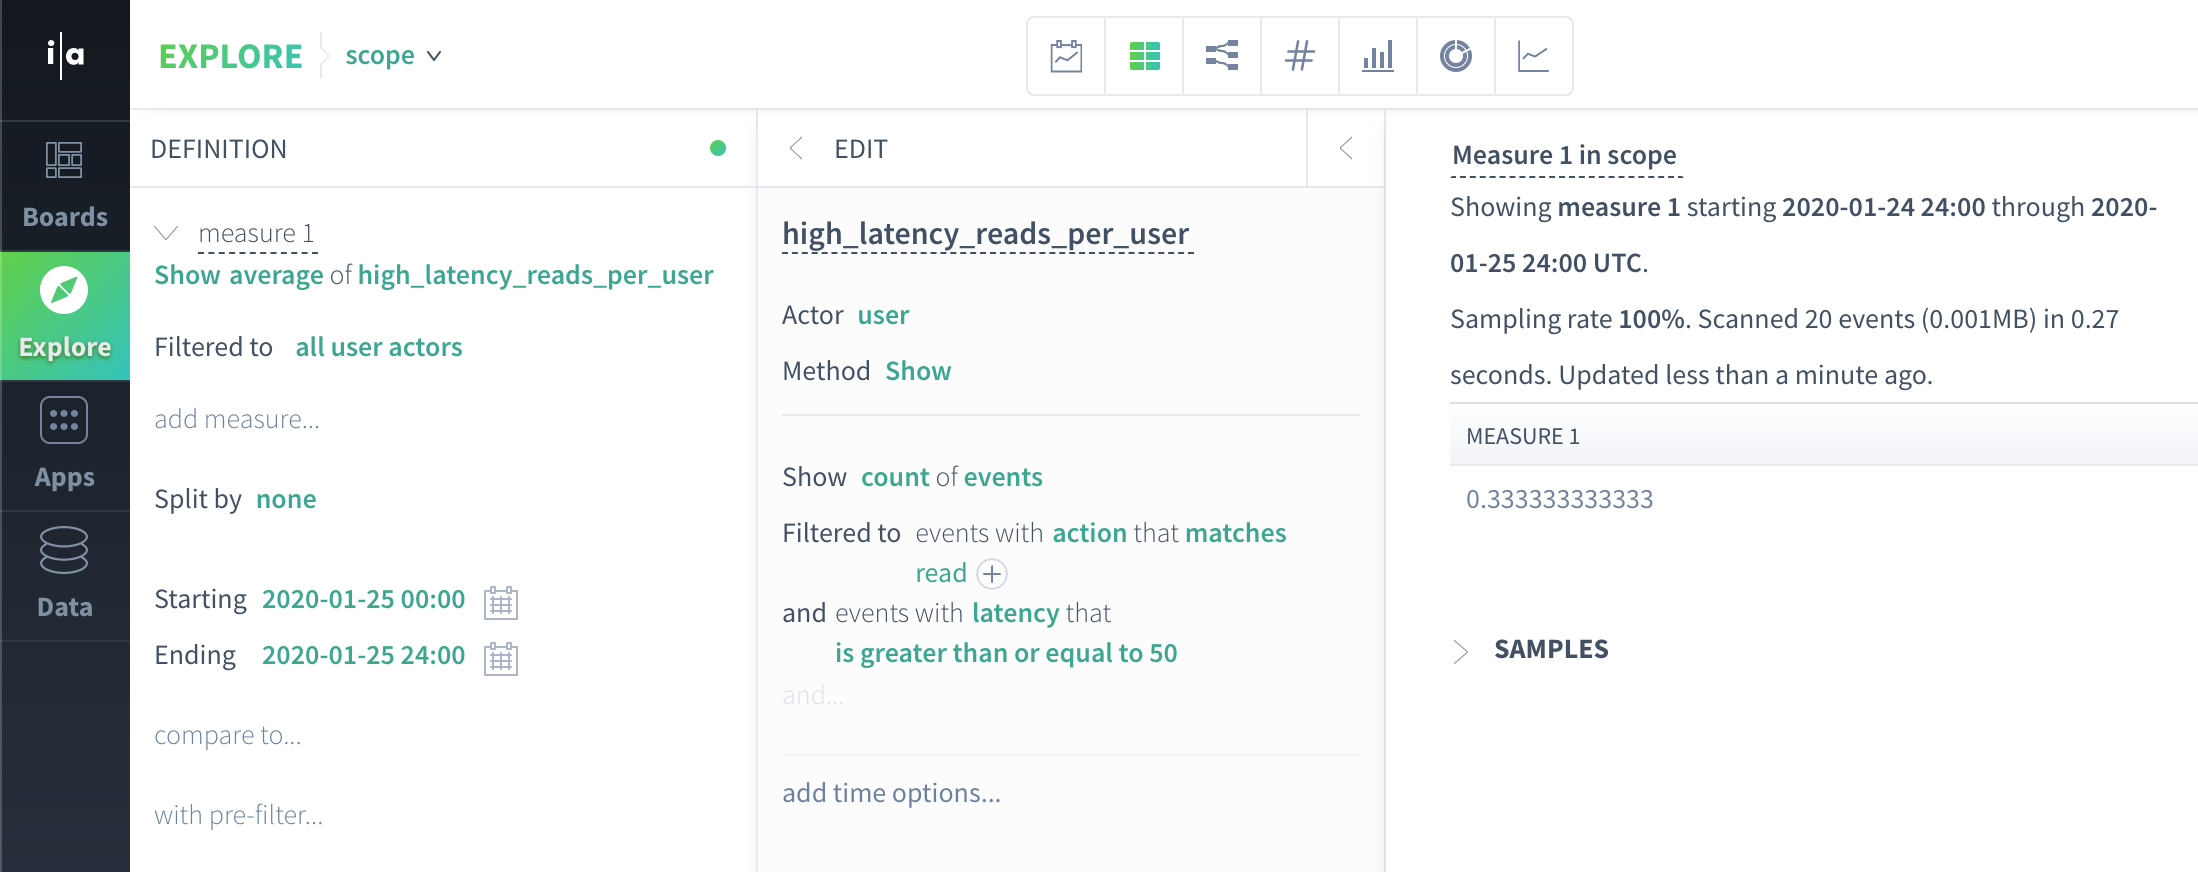 i|a
EXPLORE scope
Boards
Explore
Apps
Data
DEFINITION
measure 1
Show average of high_latency_reads_per_user
Filtered to all user actors
add measure...
Split by none
Starting 2020-01-25 00:00
Ending 2020-01-25 24:00
compare to...
with pre-filter...
EDIT
high_latency_reads_per_user
Actor user
Method Show
Show count of events
Filtered to events with action that matches
read
and events with latency that
is greater than or equal to 50
and...
add time options...
Measure 1 in scope
Showing measure 1 starting 2020-01-24 24:00 through 2020-
01-25 24:00 UTC.
Sampling rate 100%. Scanned 20 events (0.001MB) in 0.27
seconds. Updated less than a minute ago.
MEASURE 1
0.333333333333
SAMPLES